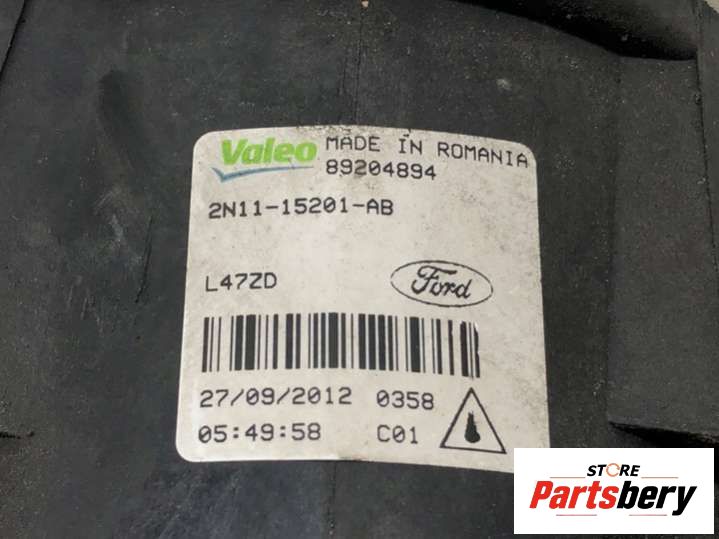 Valeo MADE IN ROMANIA
89204894
2N11-15201-AB
L47ZD
Ford
27/09/2012 0358
05:49:58 C01
STORE
Partsbery